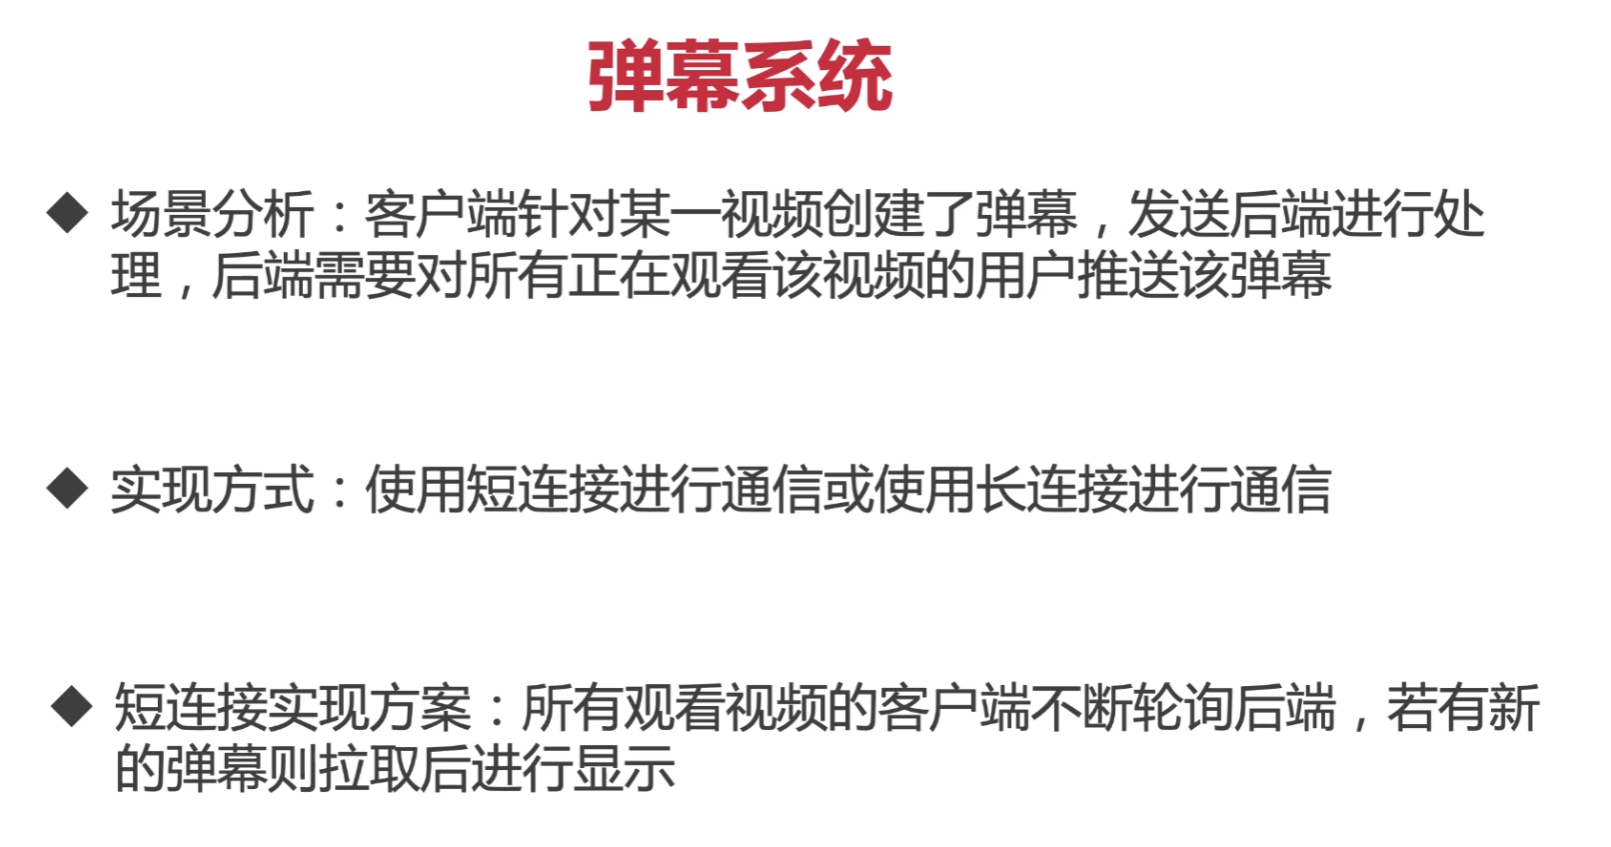 弹幕系统
◆ 场景分析：客户端针对某一视频创建了弹幕，发送后端进行处
理，后端需要对所有正在观看该视频的用户推送该弹幕
◆ 实现方式：使用短连接进行通信或使用长连接进行通信
◆ 短连接实现方案：所有观看视频的客户端不断轮询后端，若有新
的弹幕则拉取后进行显示